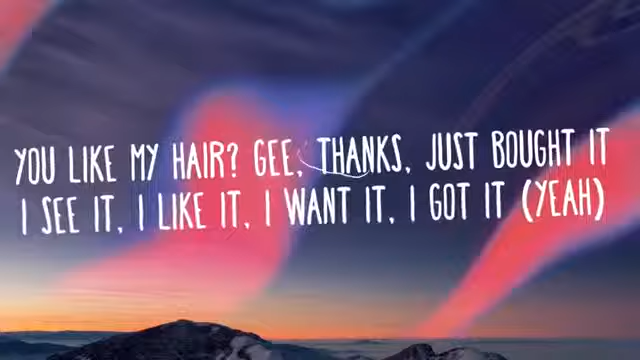 YOU LIKE MY HAIR? GEE, THANKS, JUST BOUGHT IT
I SEE IT, I LIKE IT, I WANT IT, I GOT IT (YEAH)